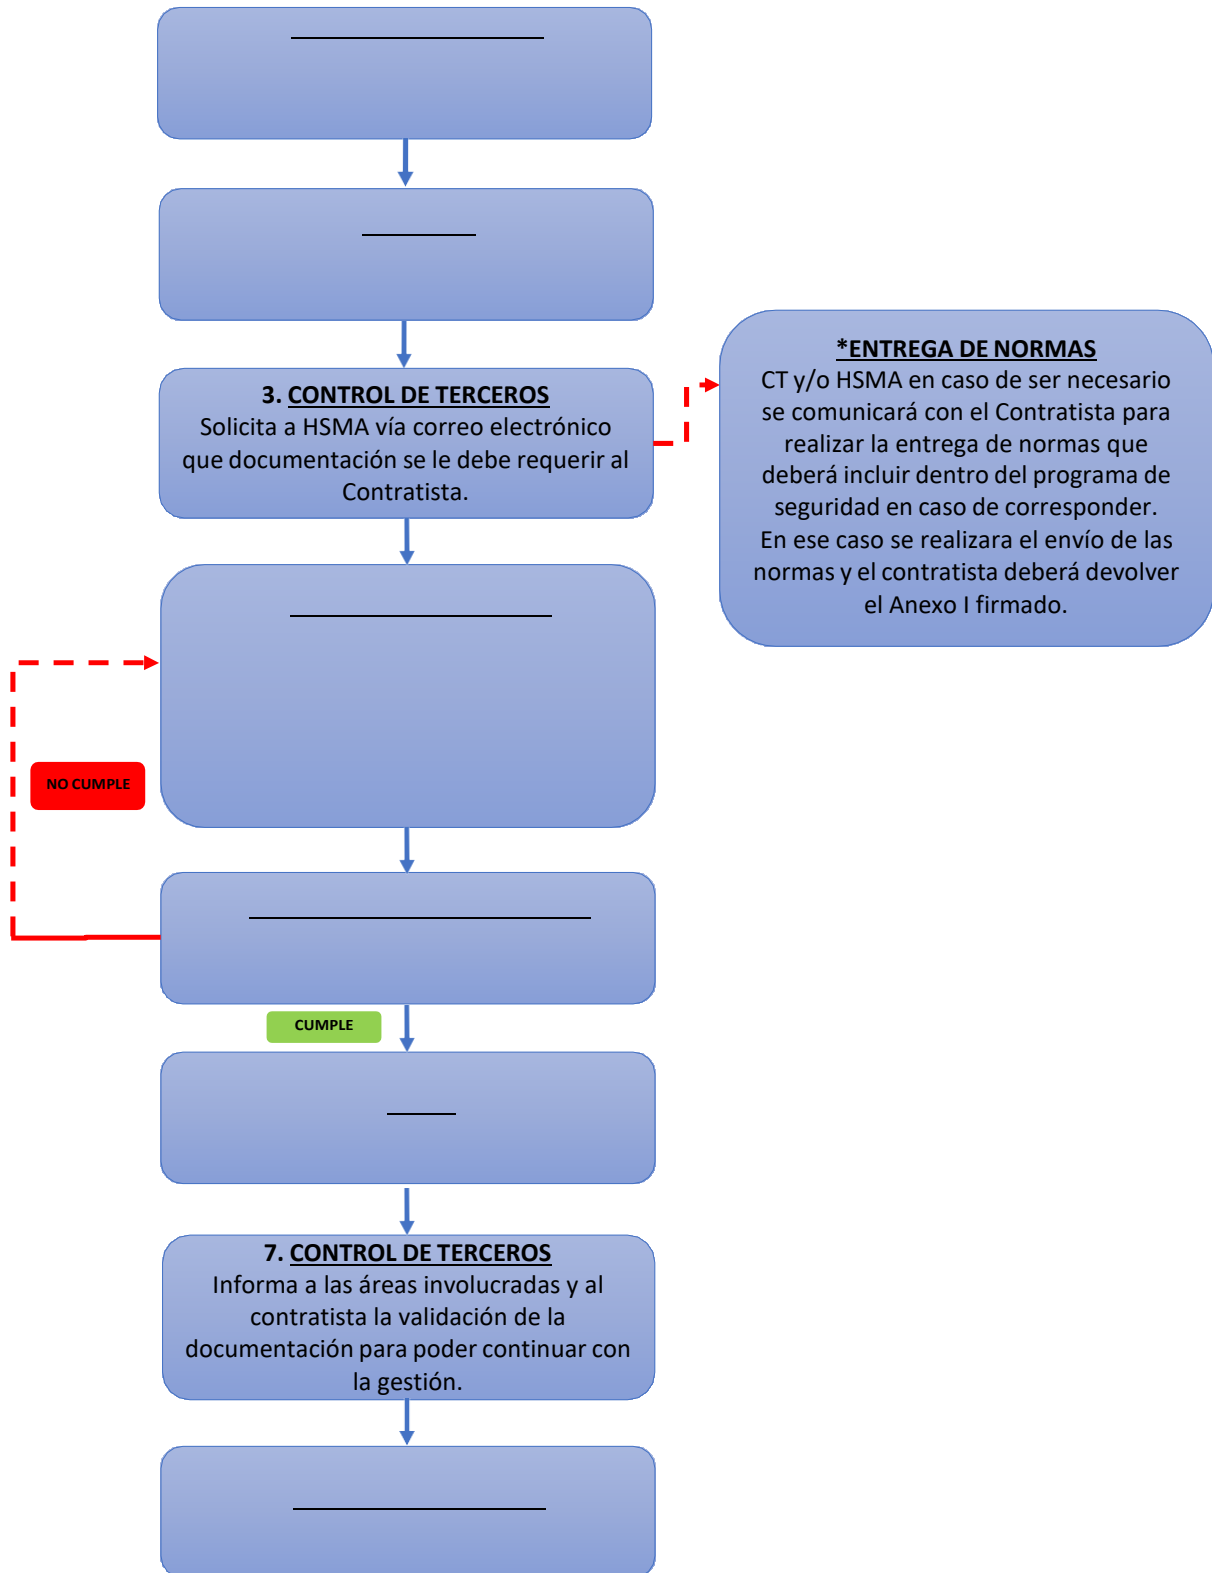 3. CONTROL DE TERCEROS
Solicita a HSMA vía correo electrónico
que documentación se le debe requerir al
Contratista.
*ENTREGA DE NORMAS
CT y/o HSMA en caso de ser necesario
se comunicará con el Contratista para
realizar la entrega de normas que
deberá incluir dentro del programa de
seguridad en caso de corresponder.
En ese caso se realizara el envío de las
normas y el contratista deberá devolver
el Anexo I firmado.
NO CUMPLE
CUMPLE
7. CONTROL DE TERCEROS
Informa a las áreas involucradas y al
contratista la validación de la
documentación para poder continuar con
la gestión.